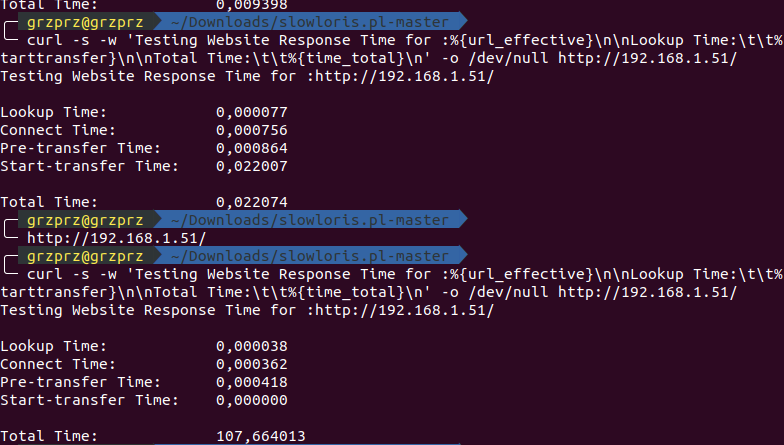 Total Time:             0,009398
grzprz@grzprz ~/Downloads/slowloris.pl-master
curl -s -w 'Testing Website Response Time for :%{url_effective}\n\nLookup Time:\t\t%
tarttransfer}\n\nTotal Time:\t\t%{time_total}\n' -o /dev/null http://192.168.1.51/
Testing Website Response Time for :http://192.168.1.51/

Lookup Time:            0,000077
Connect Time:           0,000756
Pre-transfer Time:      0,000864
Start-transfer Time:    0,022007

Total Time:             0,022074
grzprz@grzprz ~/Downloads/slowloris.pl-master
http://192.168.1.51/
grzprz@grzprz ~/Downloads/slowloris.pl-master
curl -s -w 'Testing Website Response Time for :%{url_effective}\n\nLookup Time:\t\t%
tarttransfer}\n\nTotal Time:\t\t%{time_total}\n' -o /dev/null http://192.168.1.51/
Testing Website Response Time for :http://192.168.1.51/

Lookup Time:            0,000038
Connect Time:           0,000362
Pre-transfer Time:      0,000418
Start-transfer Time:    0,000000

Total Time:             107,664013